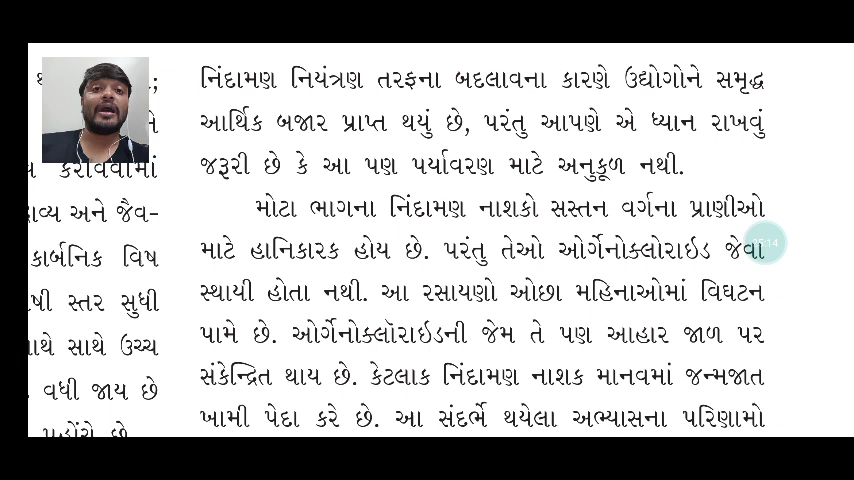 કરાવવામાં
અને જૈવ-
કાર્બનિક વિષ
સ્તર સુધી
સાથે ઉચ્ચ
વધી જાય છે
નિંદામણ નિયંત્રણ તરફના બદલાવના કારણે ઉદ્યોગોને સમૃદ્ધ
આર્થિક બજાર પ્રાપ્ત થયું છે, પરંતુ આપણે એ ધ્યાન રાખવું
જરૂરી છે કે આ પણ પર્યાવરણ માટે અનુકૂળ નથી.
મોટા ભાગના નિંદામણ નાશકો સસ્તન વર્ગના પ્રાણીઓ
માટે હાનિકારક હોય છે. પરંતુ તેઓ ઓર્ગેનોક્લોરાઇડ જેવા
સ્થાયી હોતા નથી. આ રસાયણો ઓછા મહિનાઓમાં વિઘટન
પામે છે. ઓર્ગેનોક્લૉરાઇડની જેમ તે પણ આહાર જાળ પર
સંકેન્દ્રિત થાય છે. કેટલાક નિંદામણ નાશક માનવમાં જન્મજાત
ખામી પેદા કરે છે. આ સંદર્ભે થયેલા અભ્યાસના પરિણામો